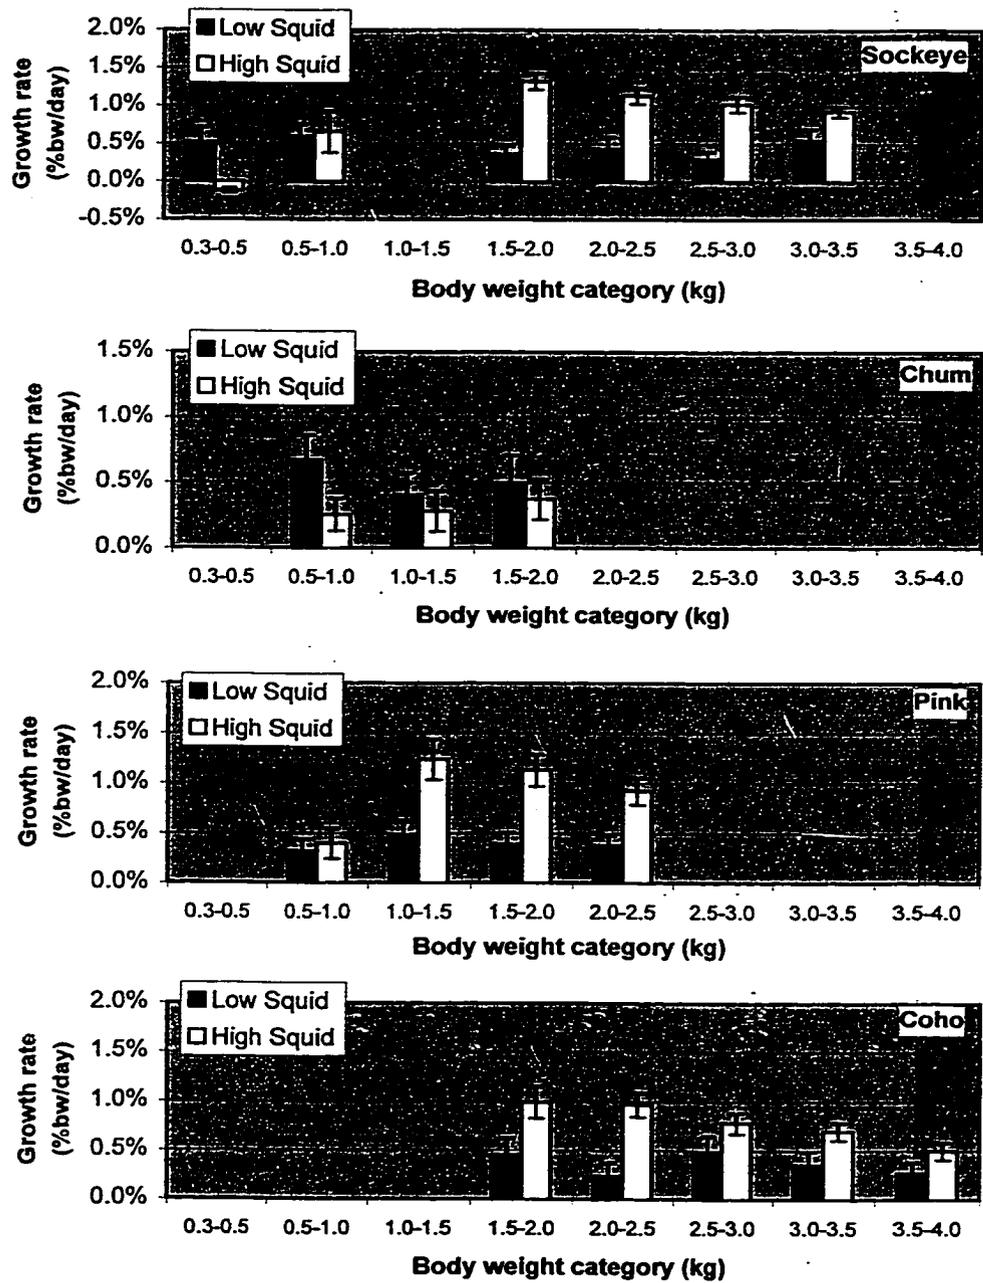 Low Squid
High Squid
Sockeye
Growth rate
(%bw/day)
2.0%
1.5%
1.0%
0.5%
0.0%
-0.5%
0.3-0.5 0.5-1.0 1.0-1.5 1.5-2.0 2.0-2.5 2.5-3.0 3.0-3.5 3.5-4.0
Body weight category (kg)
Low Squid
High Squid
Chum
Growth rate
(%bw/day)
1.5%
1.0%
0.5%
0.0%
0.3-0.5 0.5-1.0 1.0-1.5 1.5-2.0 2.0-2.5 2.5-3.0 3.0-3.5 3.5-4.0
Body weight category (kg)
Low Squid
High Squid
Pink
Growth rate
(%bw/day)
2.0%
1.5%
1.0%
0.5%
0.0%
0.3-0.5 0.5-1.0 1.0-1.5 1.5-2.0 2.0-2.5 2.5-3.0 3.0-3.5 3.5-4.0
Body weight category (kg)
Low Squid
High Squid
Coho
Growth rate
(%bw/day)
2.0%
1.5%
1.0%
0.5%
0.0%
0.3-0.5 0.5-1.0 1.0-1.5 1.5-2.0 2.0-2.5 2.5-3.0 3.0-3.5 3.5-4.0
Body weight category (kg)